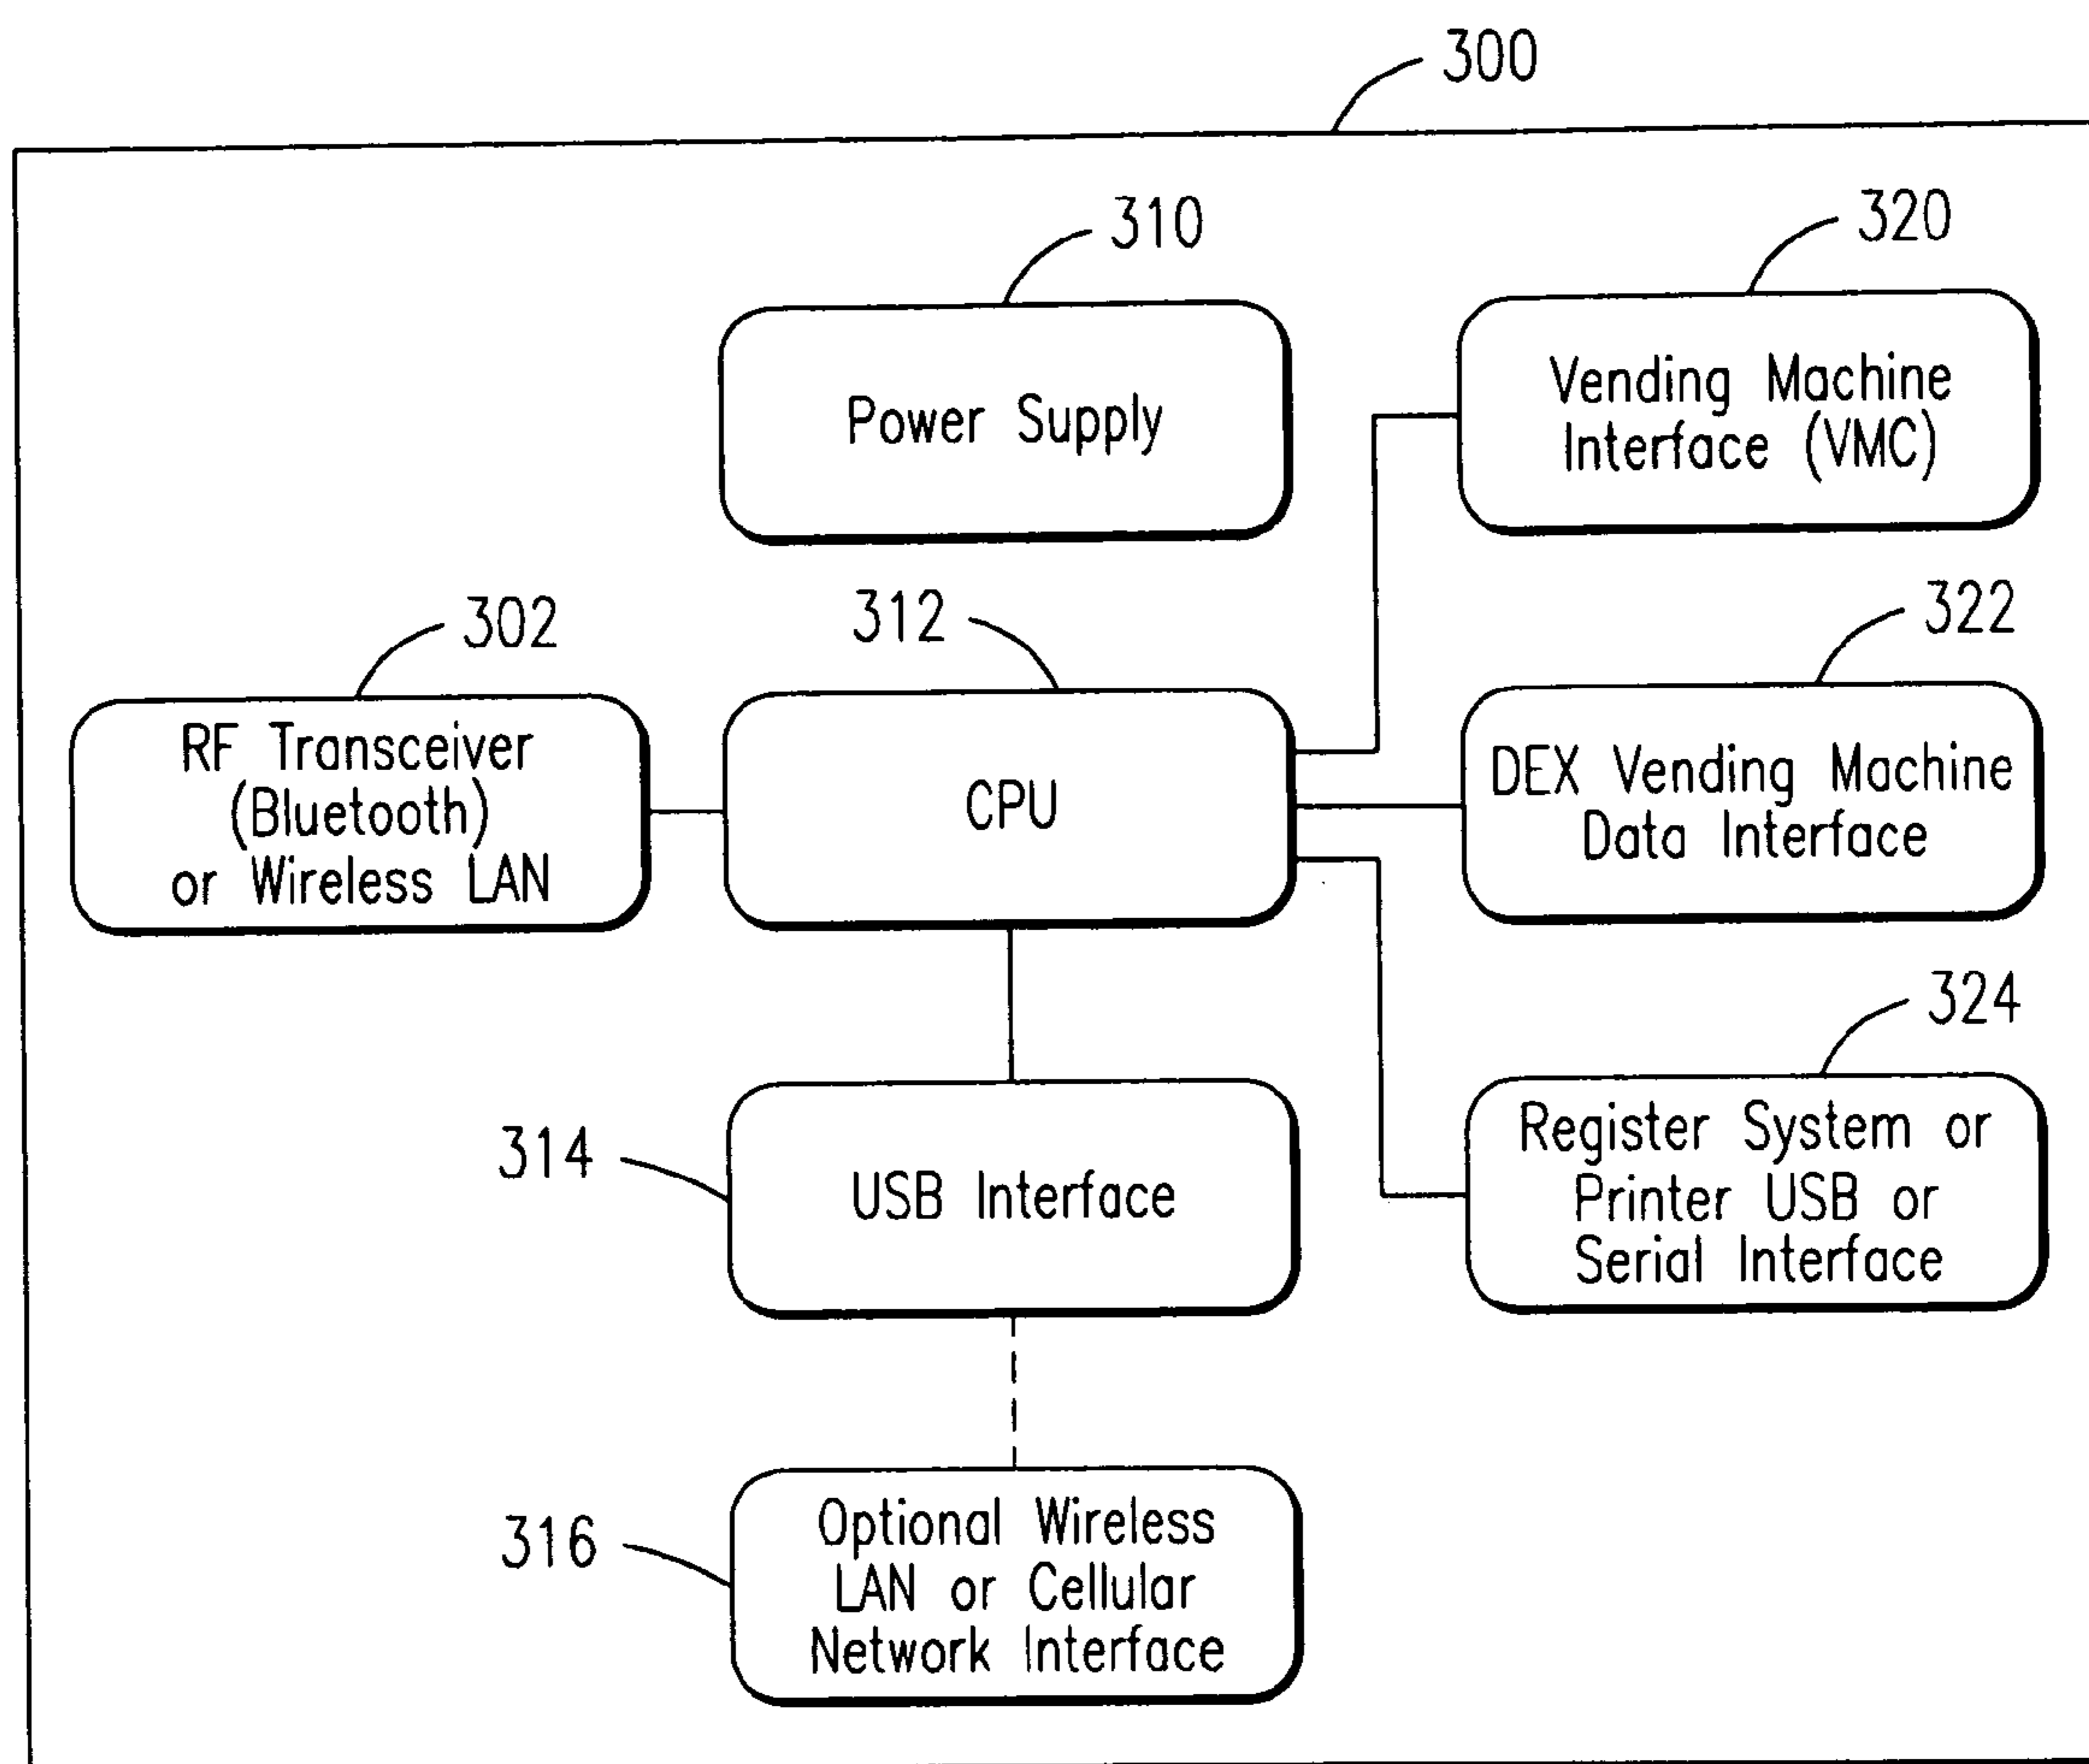 300
310
Power Supply
320
Vending Machine
Interface (VMC)
302
RF Transceiver
(Bluetooth)
or Wireless LAN
312
CPU
322
DEX Vending Machine
Data Interface
314
USB Interface
324
Register System or
Printer USB or
Serial Interface
316
Optional Wireless
LAN or Cellular
Network Interface